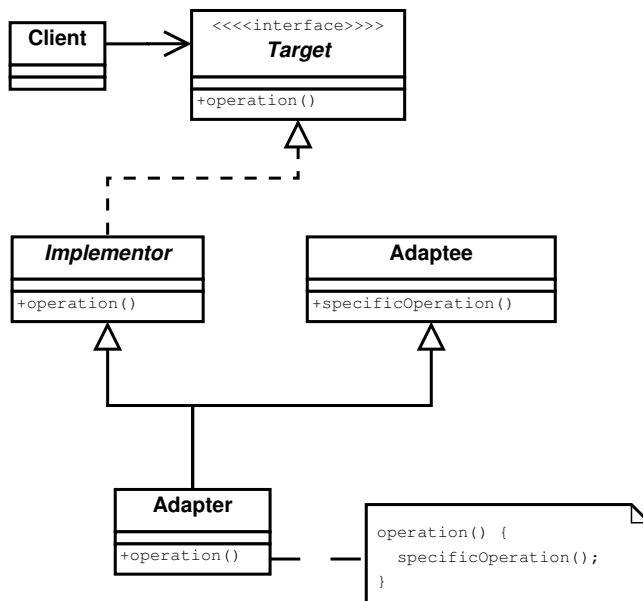 Client
<<<<interface>>>>
Target
+operation()
Implementor
+operation()
Adaptee
+specificOperation()
Adapter
+operation()
operation() {
  specificOperation();
}